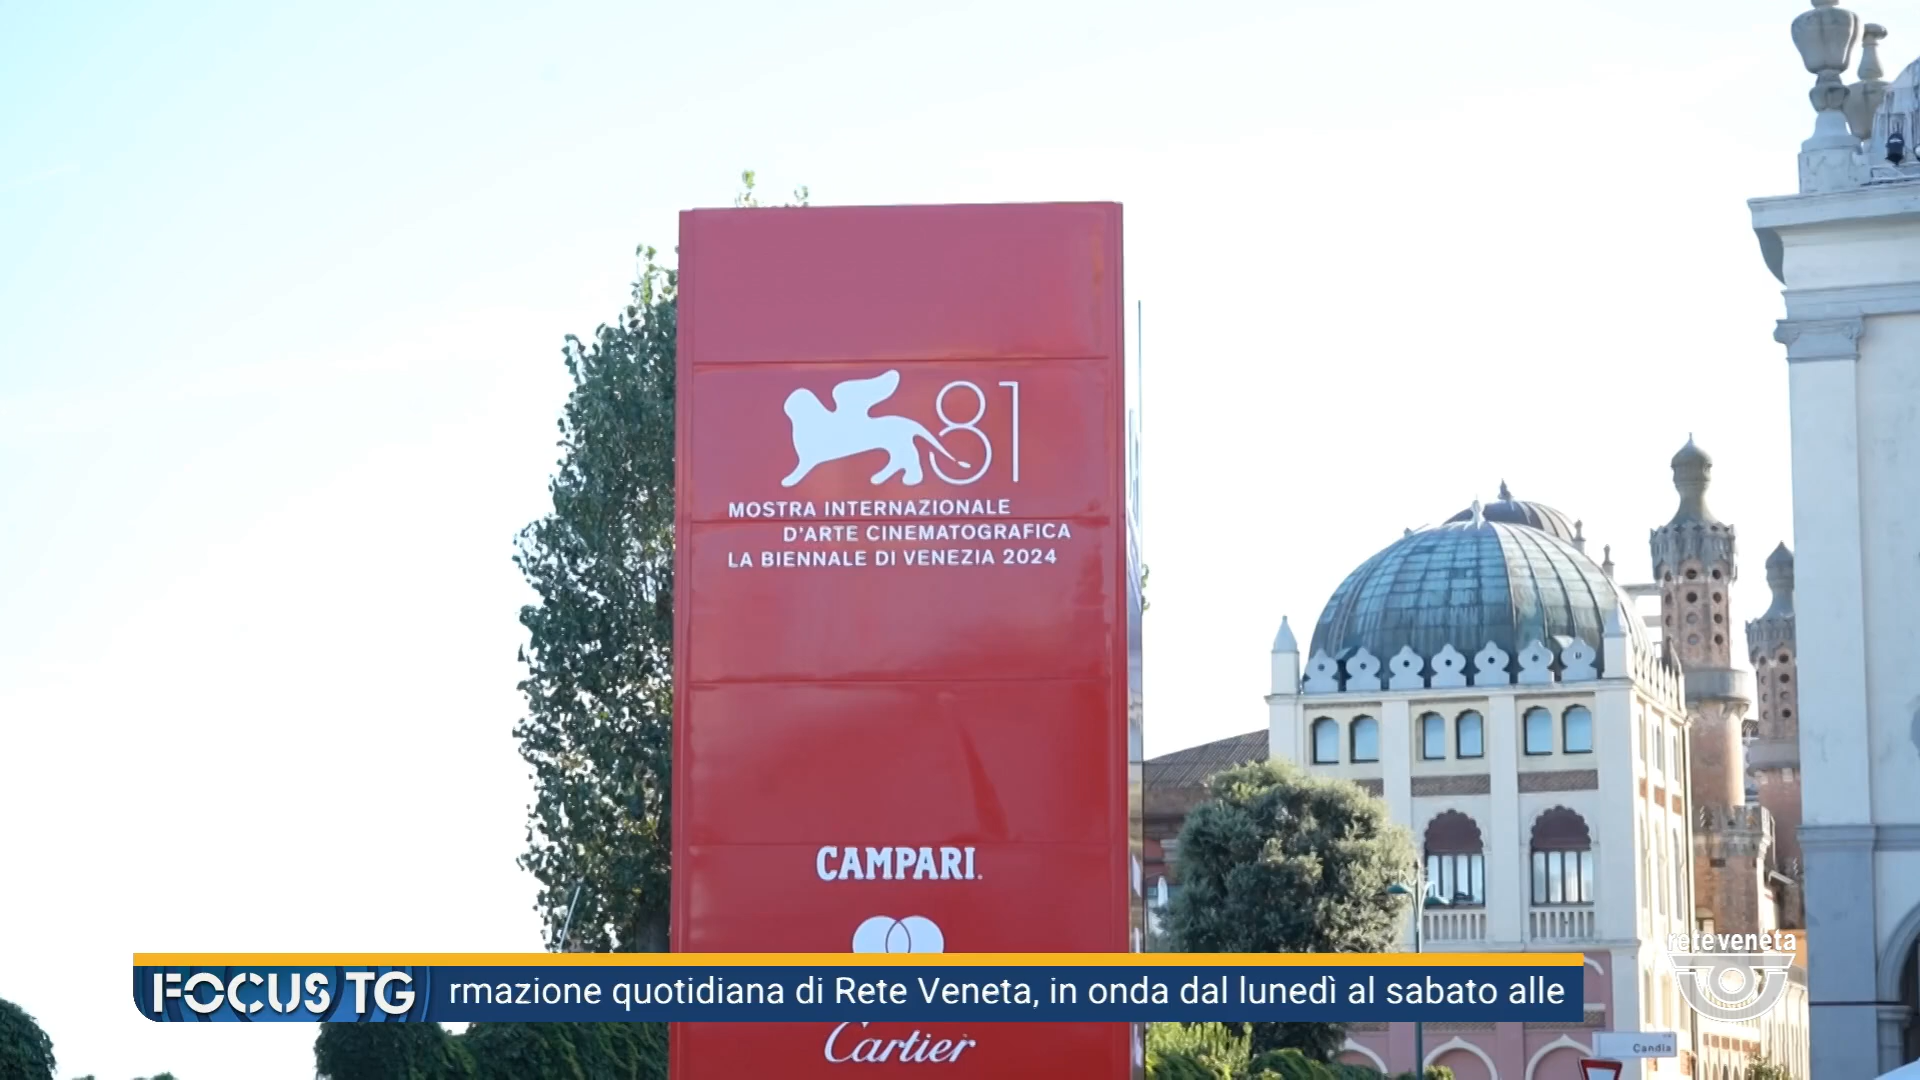 81
MOSTRA INTERNAZIONALE
D'ARTE CINEMATOGRAFICA
LA BIENNALE DI VENEZIA 2024
CAMPARI.
reteveneta
FOCUS TG rmazione quotidiana di Rete Veneta, in onda dal lunedì al sabato alle
Cartier
Candia